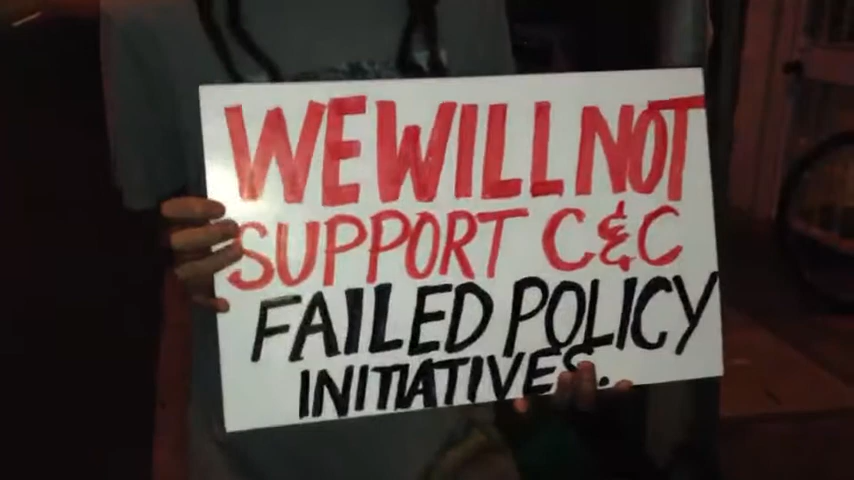 WE WILL NOT
SUPPORT C&C
FAILED POLICY
INITIATIVES.